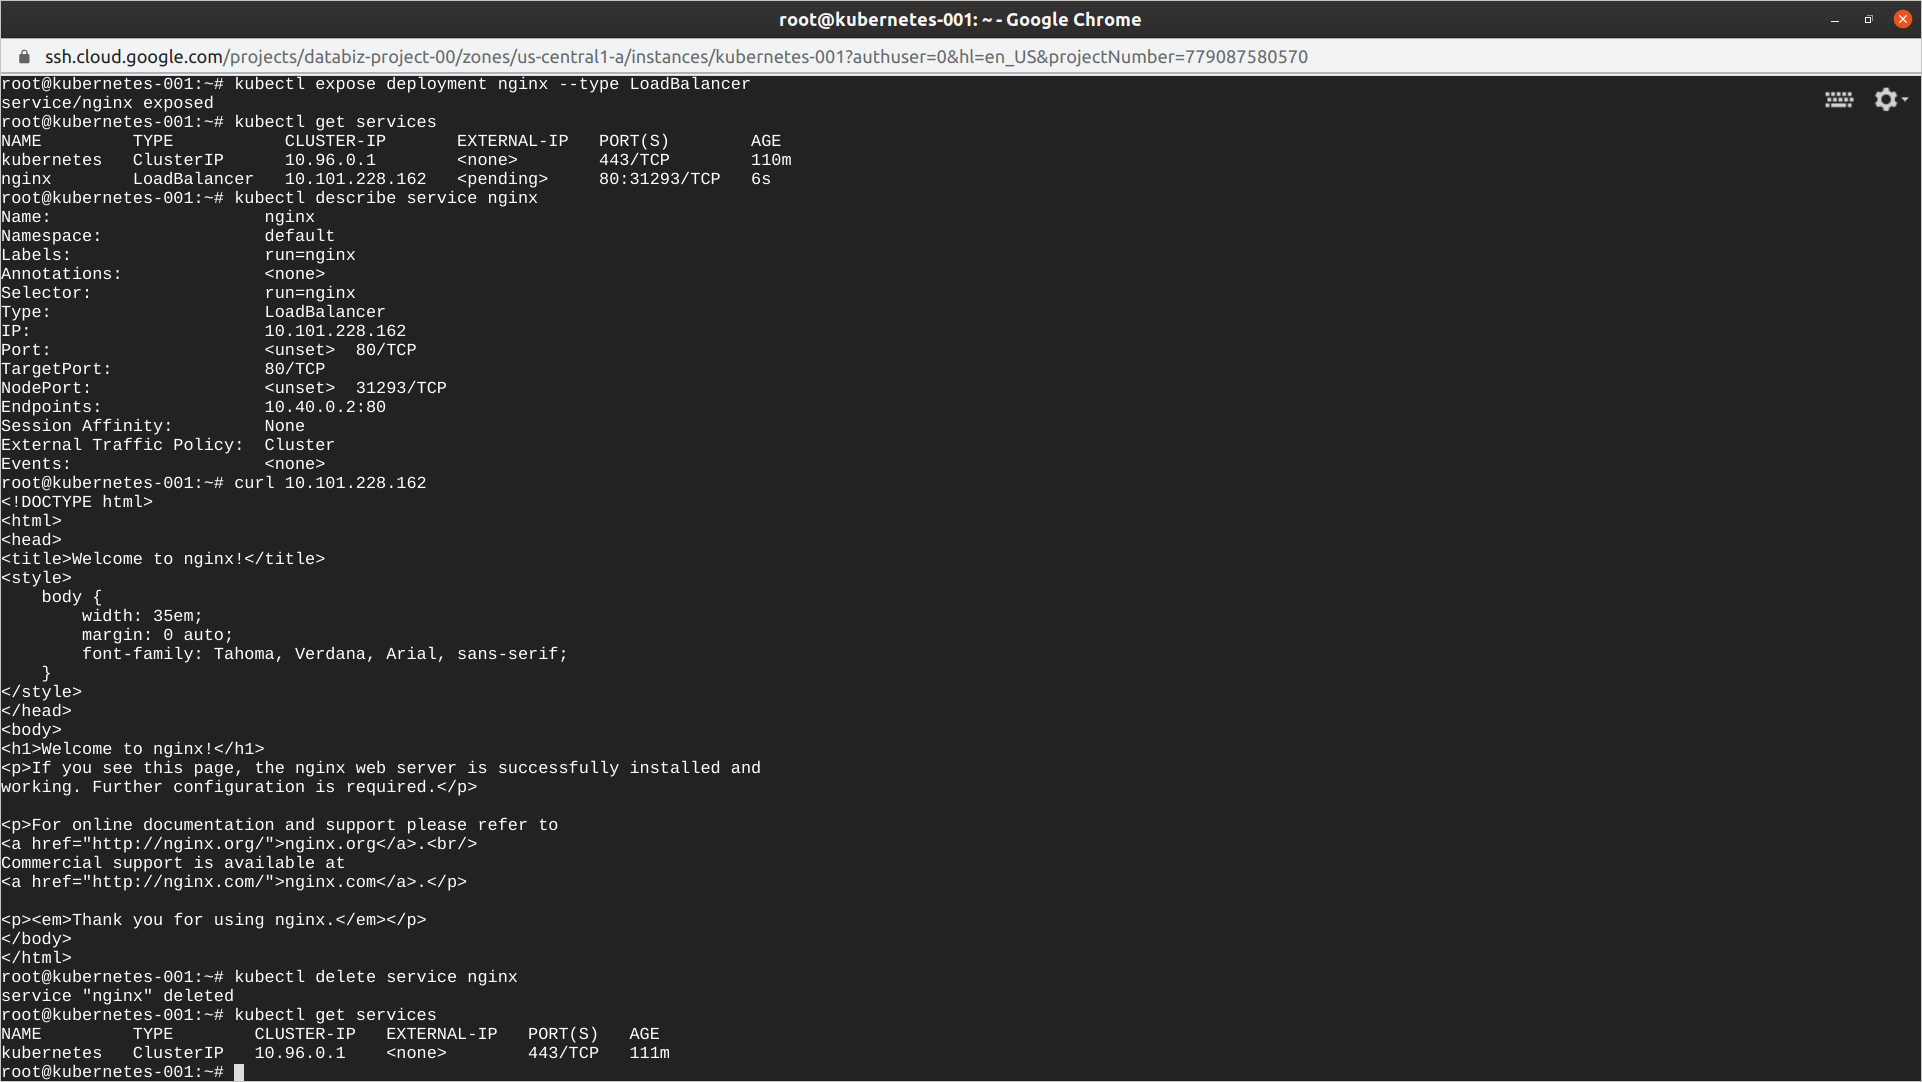 root@kubernetes-001: ~ - Google Chrome
ssh.cloud.google.com/projects/databiz-project-00/zones/us-central1-a/instances/kubernetes-001?authuser=0&hl=en_US&projectNumber=779087580570
root@kubernetes-001:~# kubectl expose deployment nginx --type LoadBalancer
service/nginx exposed
root@kubernetes-001:~# kubectl get services
NAME         TYPE           CLUSTER-IP       EXTERNAL-IP   PORT(S)        AGE
kubernetes   ClusterIP      10.96.0.1        <none>        443/TCP        110m
nginx        LoadBalancer   10.101.228.162   <pending>     80:31293/TCP   6s
root@kubernetes-001:~# kubectl describe service nginx
Name:                     nginx
Namespace:                default
Labels:                   run=nginx
Annotations:              <none>
Selector:                 run=nginx
Type:                     LoadBalancer
IP:                       10.101.228.162
Port:                     <unset>  80/TCP
TargetPort:               80/TCP
NodePort:                 <unset>  31293/TCP
Endpoints:                10.40.0.2:80
Session Affinity:         None
External Traffic Policy:  Cluster
Events:                   <none>
root@kubernetes-001:~# curl 10.101.228.162
<!DOCTYPE html>
<html>
<head>
<title>Welcome to nginx!</title>
<style>
    body {
        width: 35em;
        margin: 0 auto;
        font-family: Tahoma, Verdana, Arial, sans-serif;
    }
</style>
</head>
<body>
<h1>Welcome to nginx!</h1>
<p>If you see this page, the nginx web server is successfully installed and
working. Further configuration is required.</p>

<p>For online documentation and support please refer to
<a href="http://nginx.org/">nginx.org</a>.<br/>
Commercial support is available at
<a href="http://nginx.com/">nginx.com</a>.</p>

<p><em>Thank you for using nginx.</em></p>
</body>
</html>
root@kubernetes-001:~# kubectl delete service nginx
service "nginx" deleted
root@kubernetes-001:~# kubectl get services
NAME         TYPE        CLUSTER-IP   EXTERNAL-IP   PORT(S)   AGE
kubernetes   ClusterIP   10.96.0.1    <none>        443/TCP   111m
root@kubernetes-001:~#